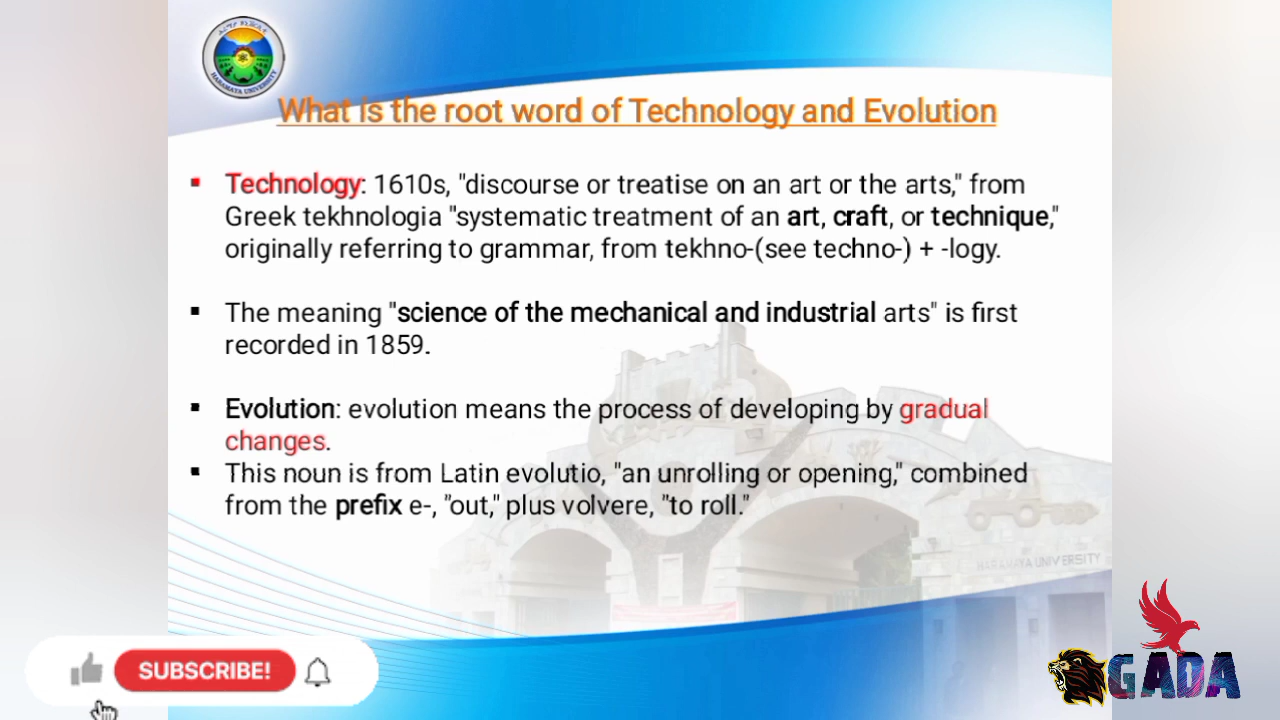 HARAMAYA UNIVERSITY
What is the root word of Technology and Evolution
Technology: 1610s, "discourse or treatise on an art or the arts," from
Greek tekhnologia "systematic treatment of an art, craft, or technique,"
originally referring to grammar, from tekhno-(see techno-) + -logy.
The meaning "science of the mechanical and industrial arts" is first
recorded in 1859.
Evolution: evolution means the process of developing by gradual
changes.
This noun is from Latin evolutio, "an unrolling or opening," combined
from the prefix e-, "out," plus volvere, "to roll."
HARAMAYA UNIVERSITY
SUBSCRIBE!
GADA